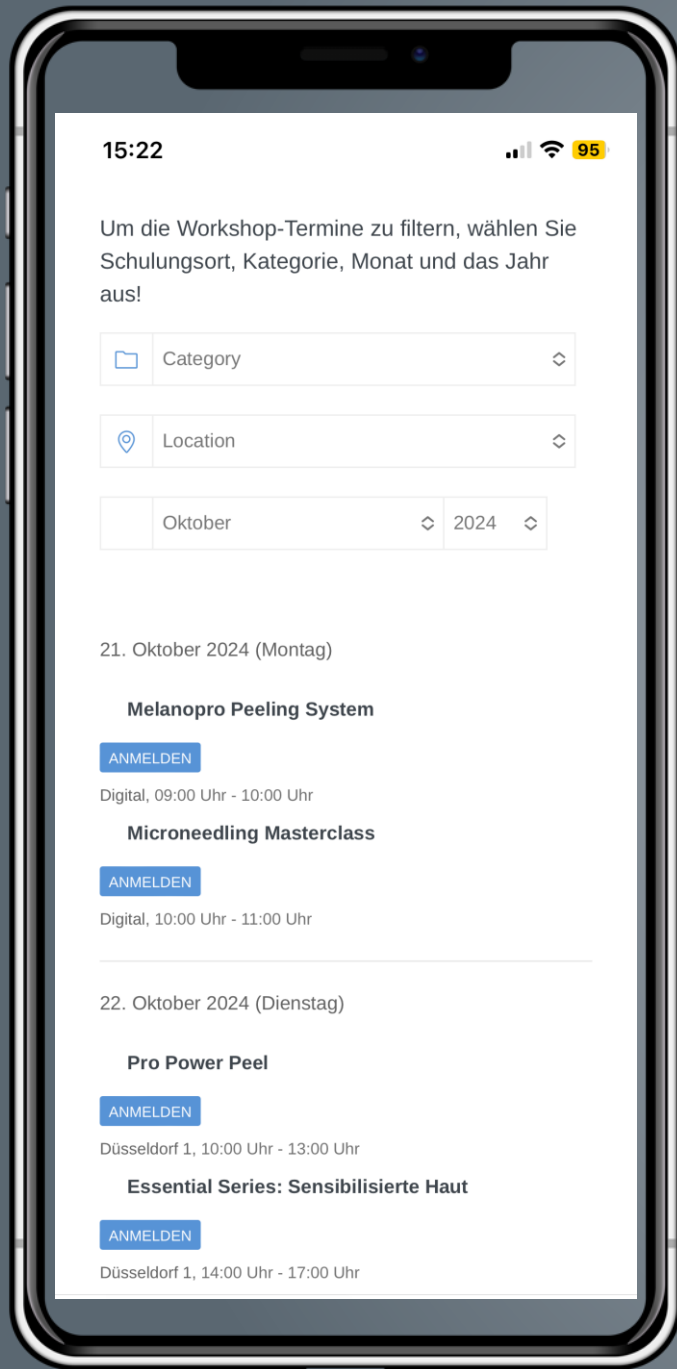 15:22
95
Um die Workshop-Termine zu filtern, wählen Sie
Schulungsort, Kategorie, Monat und das Jahr
aus!
Category
Location
Oktober 2024
21. Oktober 2024 (Montag)
Melanopro Peeling System
ANMELDEN
Digital, 09:00 Uhr - 10:00 Uhr
Microneedling Masterclass
ANMELDEN
Digital, 10:00 Uhr - 11:00 Uhr
22. Oktober 2024 (Dienstag)
Pro Power Peel
ANMELDEN
Düsseldorf 1, 10:00 Uhr - 13:00 Uhr
Essential Series: Sensibilisierte Haut
ANMELDEN
Düsseldorf 1, 14:00 Uhr - 17:00 Uhr